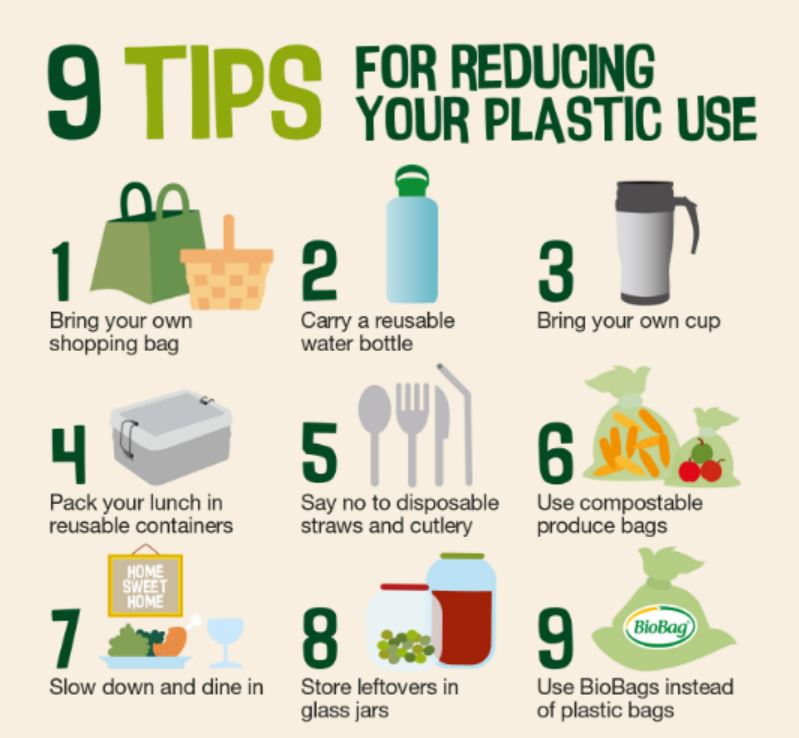 9 TIPS FOR REDUCING
YOUR PLASTIC USE
1
Bring your own
shopping bag
2
Carry a reusable
water bottle
3
Bring your own cup
4
Pack your lunch in
reusable containers
5
Say no to disposable
straws and cutlery
6
Use compostable
produce bags
HOME
SWEET
HOME
7
Slow down and dine in
8
Store leftovers in
glass jars
BioBag
9
Use BioBags instead
of plastic bags